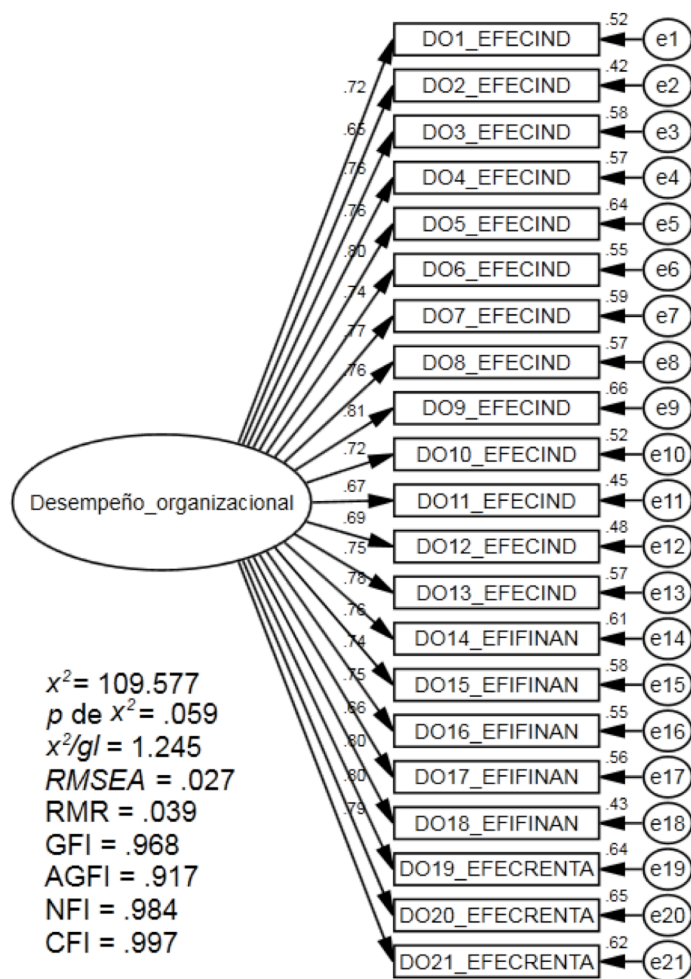 .52
DO1_EFECIND e1
.72
.42
DO2_EFECIND e2
.65
.58
DO3_EFECIND e3
.76
.57
DO4_EFECIND e4
.76
.64
DO5_EFECIND e5
.80
.55
DO6_EFECIND e6
.74
.59
DO7_EFECIND e7
.77
.57
DO8_EFECIND e8
.76
.66
DO9_EFECIND e9
.81
.52
DO10_EFECIND e10
.72
.45
DO11_EFECIND e11
.67
Desempeño_organizacional
.48
DO12_EFECIND e12
.69
.57
DO13_EFECIND e13
.75
.61
DO14_EFIFINAN e14
.78
.58
DO15_EFIFINAN e15
.76
.55
DO16_EFIFINAN e16
.74
.56
DO17_EFIFINAN e17
.75
.43
DO18_EFIFINAN e18
.66
.64
DO19_EFECRENTA e19
.80
.65
DO20_EFECRENTA e20
.80
.62
DO21_EFECRENTA e21
.79
x² = 109.577
p de x² = .059
x²/gl = 1.245
RMSEA = .027
RMR = .039
GFI = .968
AGFI = .917
NFI = .984
CFI = .997